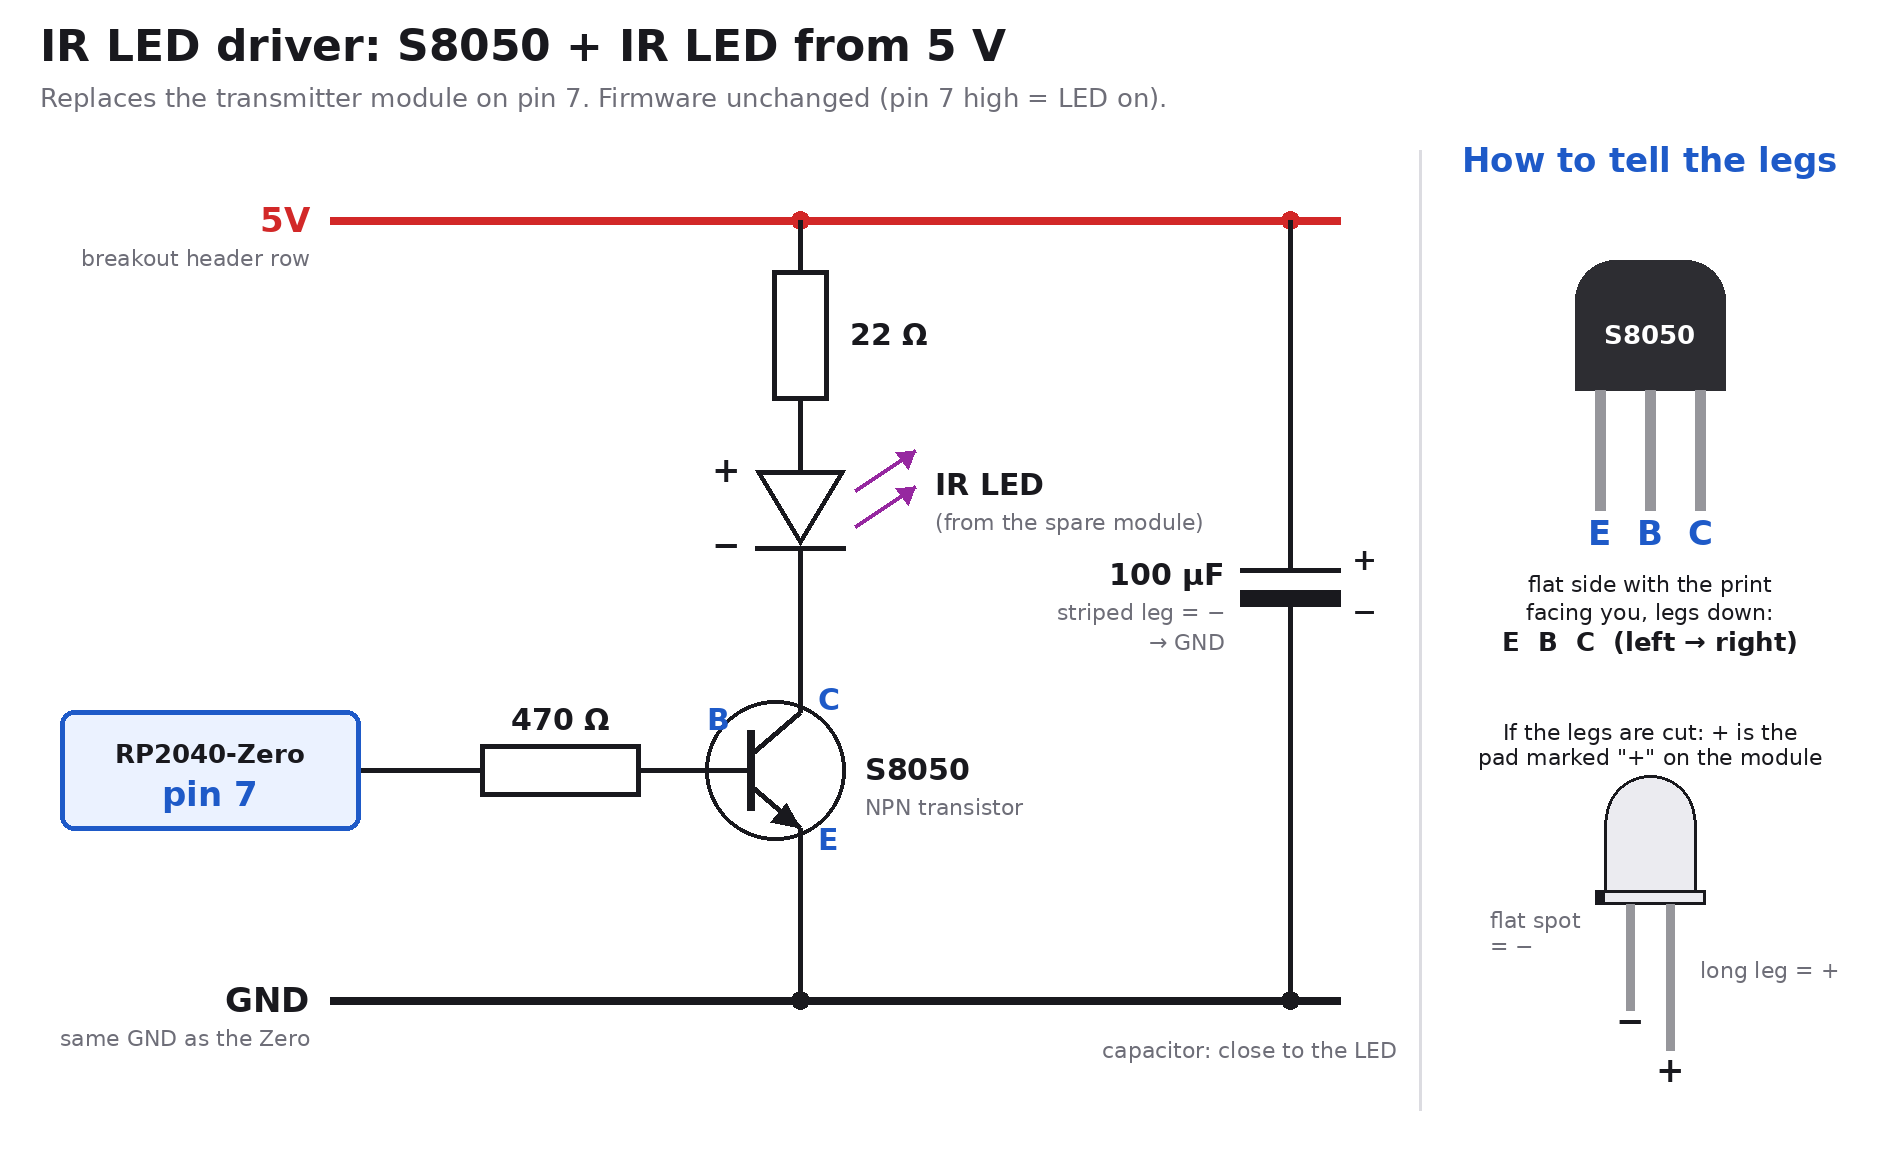 IR LED driver: S8050 + IR LED from 5 V
Replaces the transmitter module on pin 7. Firmware unchanged (pin 7 high = LED on).
5V
breakout header row
22 Ω
+
−
IR LED
(from the spare module)
100 µF
striped leg = −
→ GND
+
−
RP2040-Zero
pin 7
470 Ω
B
C
E
S8050
NPN transistor
GND
same GND as the Zero
capacitor: close to the LED
How to tell the legs
S8050
E B C
flat side with the print
facing you, legs down:
E B C (left → right)
If the legs are cut: + is the
pad marked "+" on the module
flat spot
= −
long leg = +
−
+